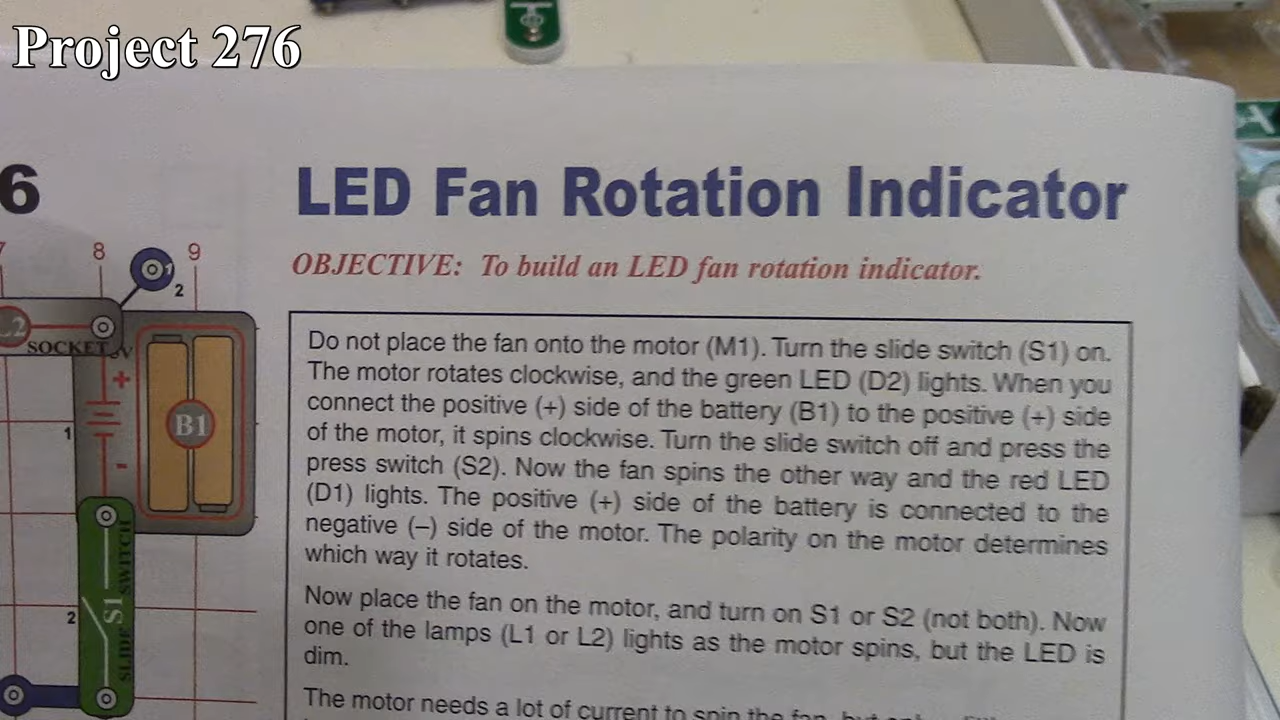 Project 276
6
LED Fan Rotation Indicator
OBJECTIVE: To build an LED fan rotation indicator.
7 8 9
1
2
2
SOCKET
3V
+
B1
1
-
S1
SLIDE SWITCH
2
Do not place the fan onto the motor (M1). Turn the slide switch (S1) on.
The motor rotates clockwise, and the green LED (D2) lights. When you
connect the positive (+) side of the battery (B1) to the positive (+) side
of the motor, it spins clockwise. Turn the slide switch off and press the
press switch (S2). Now the fan spins the other way and the red LED
(D1) lights. The positive (+) side of the battery is connected to the
negative (–) side of the motor. The polarity on the motor determines
which way it rotates.
Now place the fan on the motor, and turn on S1 or S2 (not both). Now
one of the lamps (L1 or L2) lights as the motor spins, but the LED is
dim.
The motor needs a lot of current to spin the fan, but only